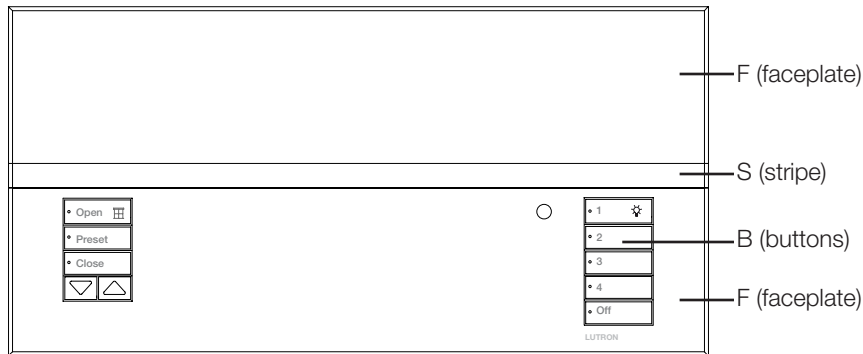 F (faceplate)
S (stripe)
Open
Preset
Close
1
2
3
4
Off
LUTRON
B (buttons)
F (faceplate)